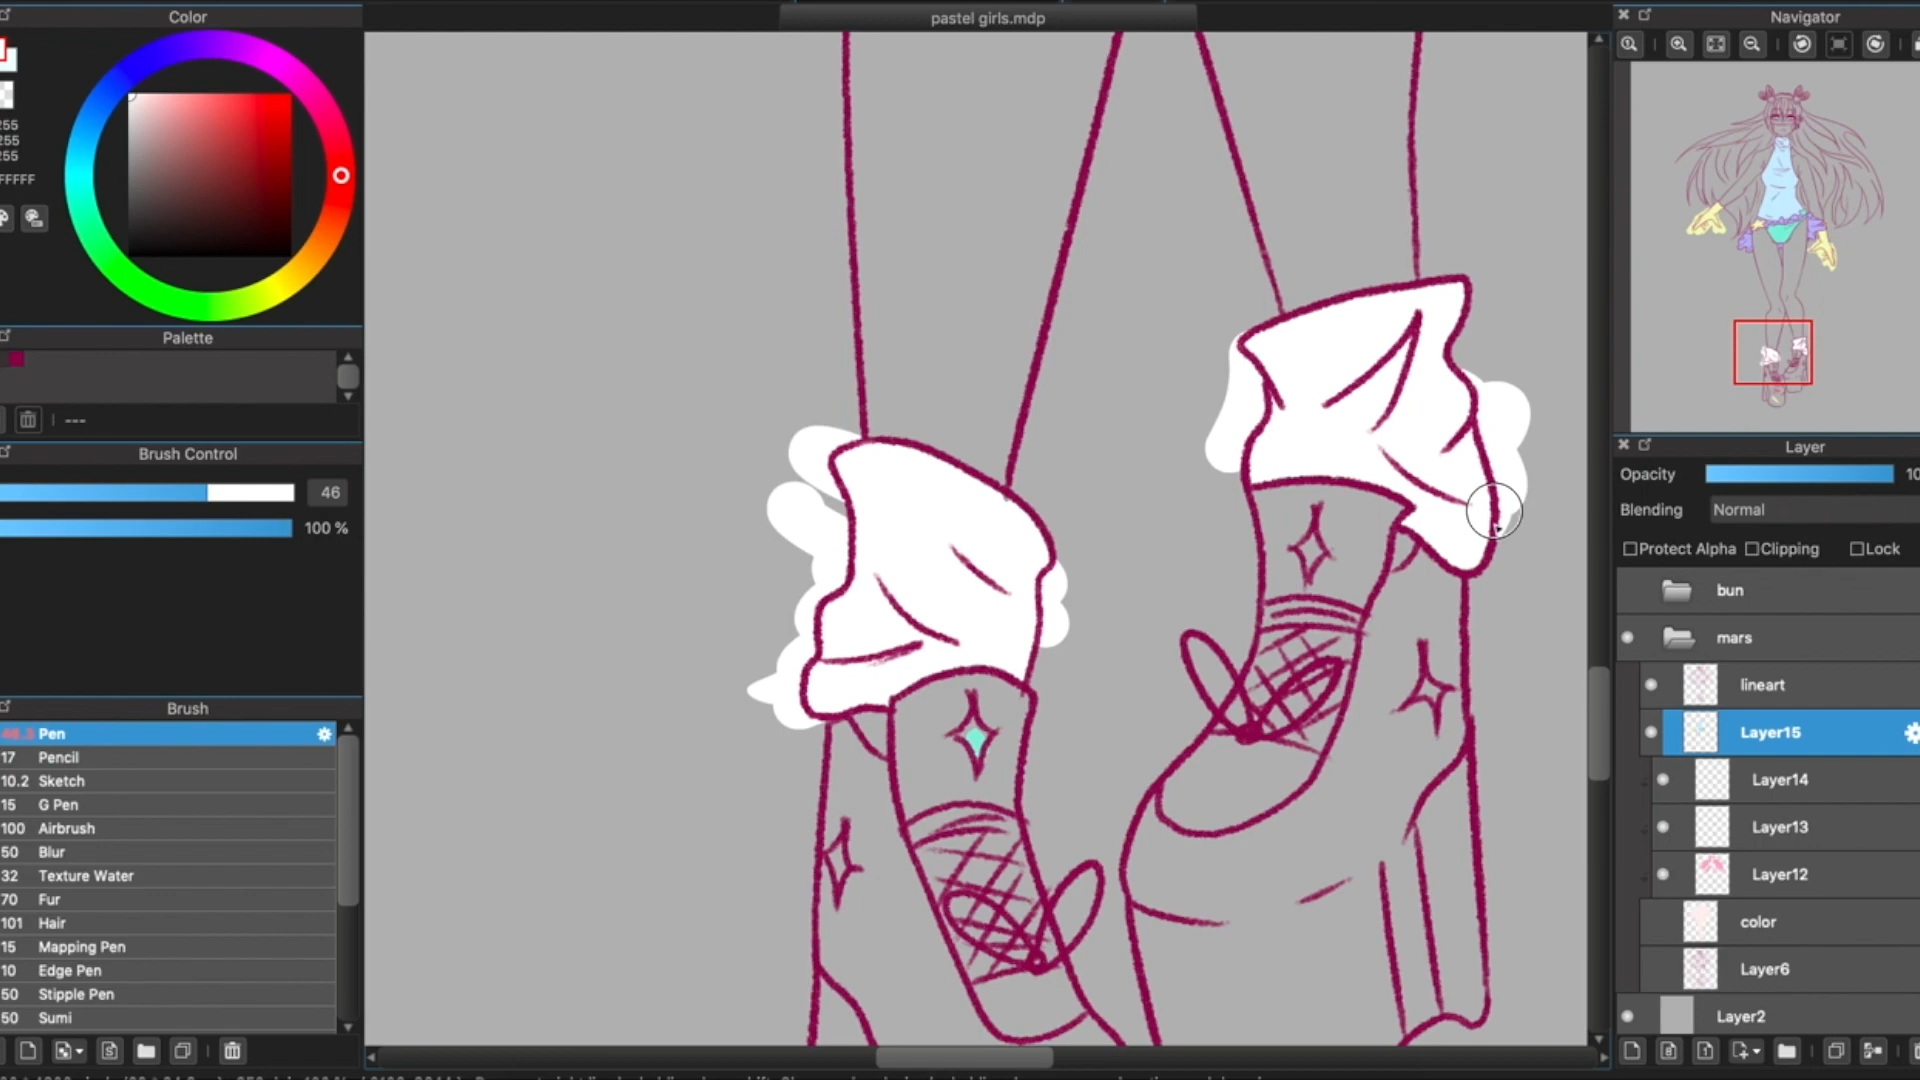 Color
pastel girls.mdp
Navigator
255
255
255
FFFFFF
Palette
---
Brush Control
46
100 %
Brush
Pen
17 Pencil
10.2 Sketch
15 G Pen
100 Airbrush
50 Blur
32 Texture Water
70 Fur
101 Hair
15 Mapping Pen
10 Edge Pen
50 Stipple Pen
50 Sumi
Layer
Opacity 10
Blending Normal
Protect Alpha Clipping Lock
bun
mars
lineart
Layer15
Layer14
Layer13
Layer12
color
Layer6
Layer2